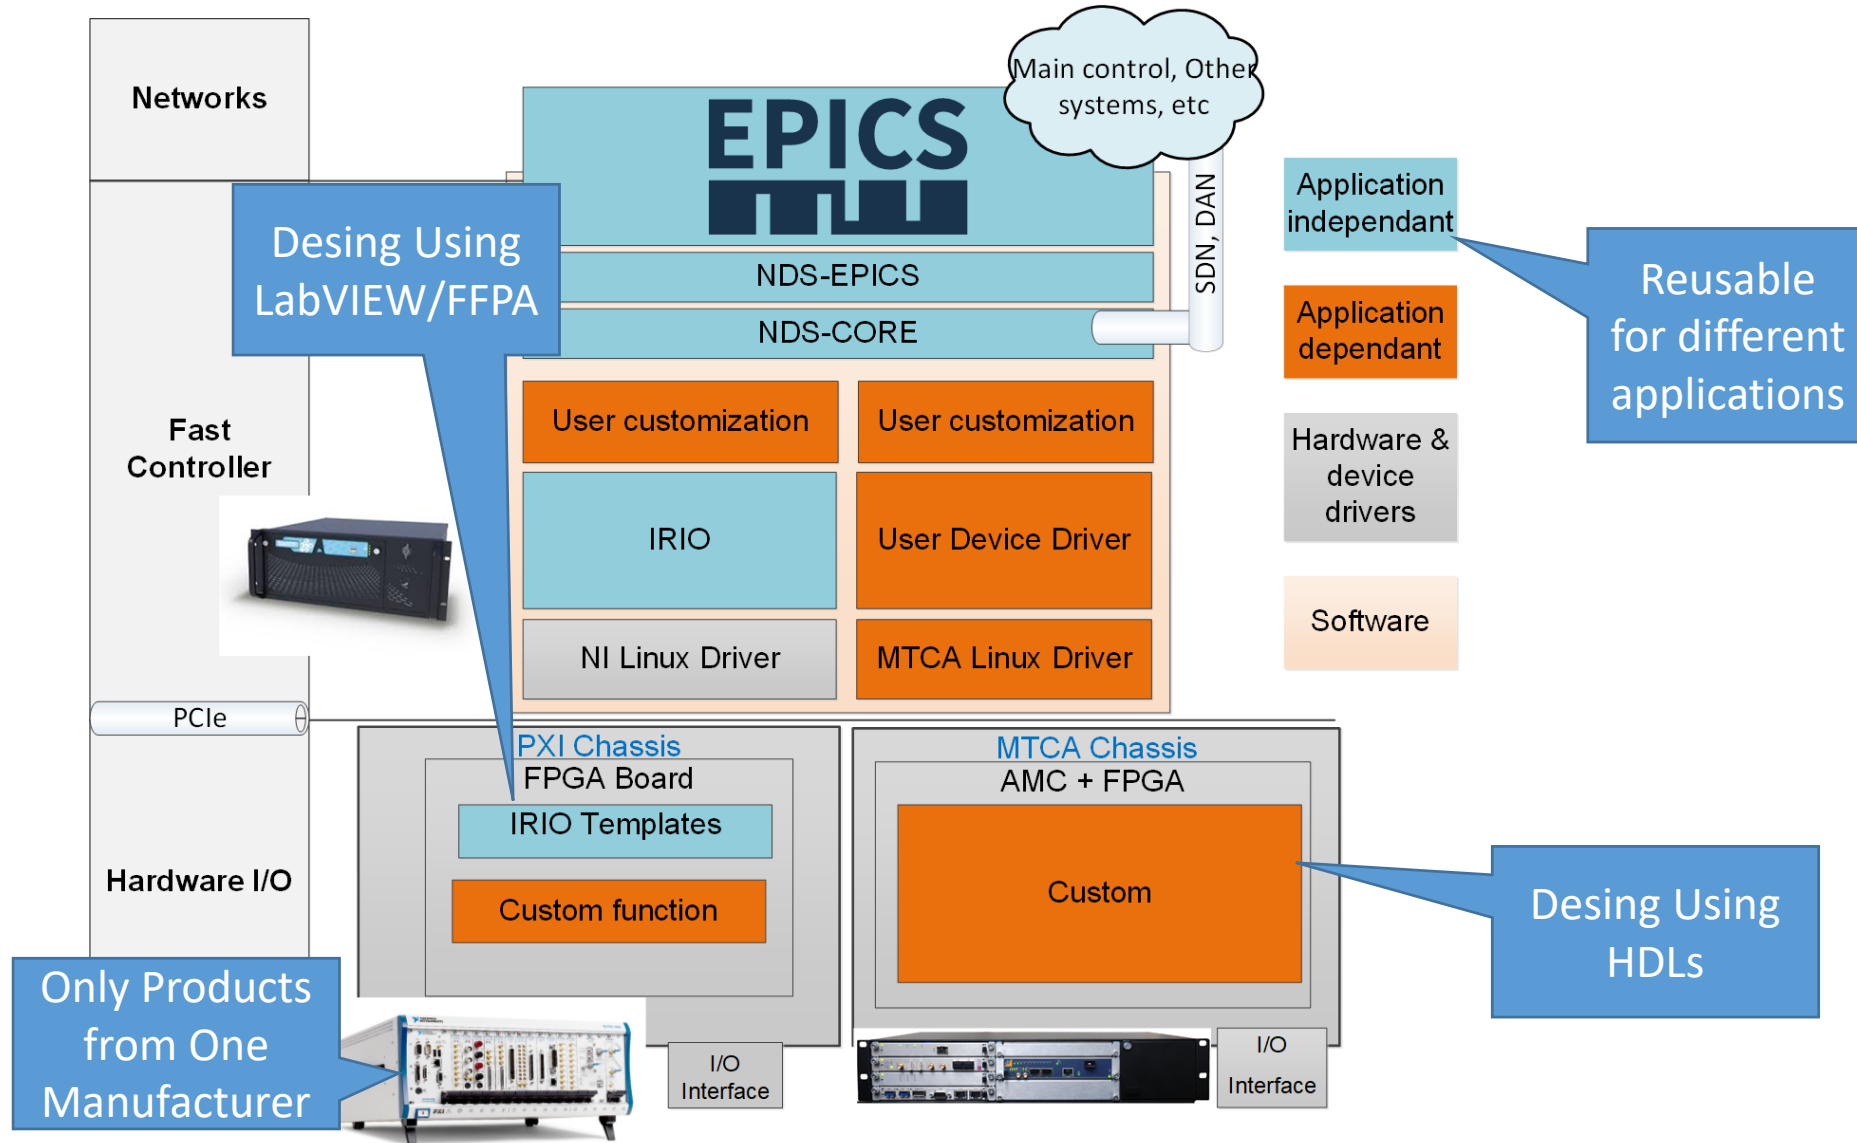 Networks
Main control, Other
systems, etc
EPICS
SDN, DAN
Application
independant
Desing Using
LabVIEW/FFPA
NDS-EPICS
NDS-CORE
Application
dependant
Reusable
for different
applications
Fast
Controller
User customization
User customization
Hardware &
device
drivers
IRIO
User Device Driver
Software
NI Linux Driver
MTCA Linux Driver
PCIe
PXI Chassis
FPGA Board
IRIO Templates
Custom function
MTCA Chassis
AMC + FPGA
Custom
Hardware I/O
Desing Using
HDLs
Only Products
from One
Manufacturer
I/O
Interface
I/O
Interface